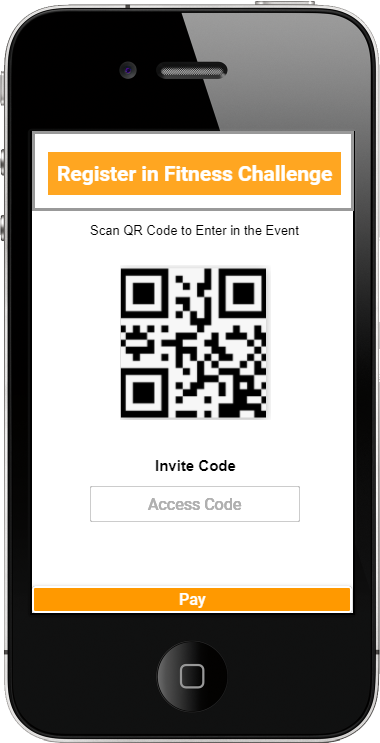 Register in Fitness Challenge
Scan QR Code to Enter in the Event
Invite Code
Access Code
Pay